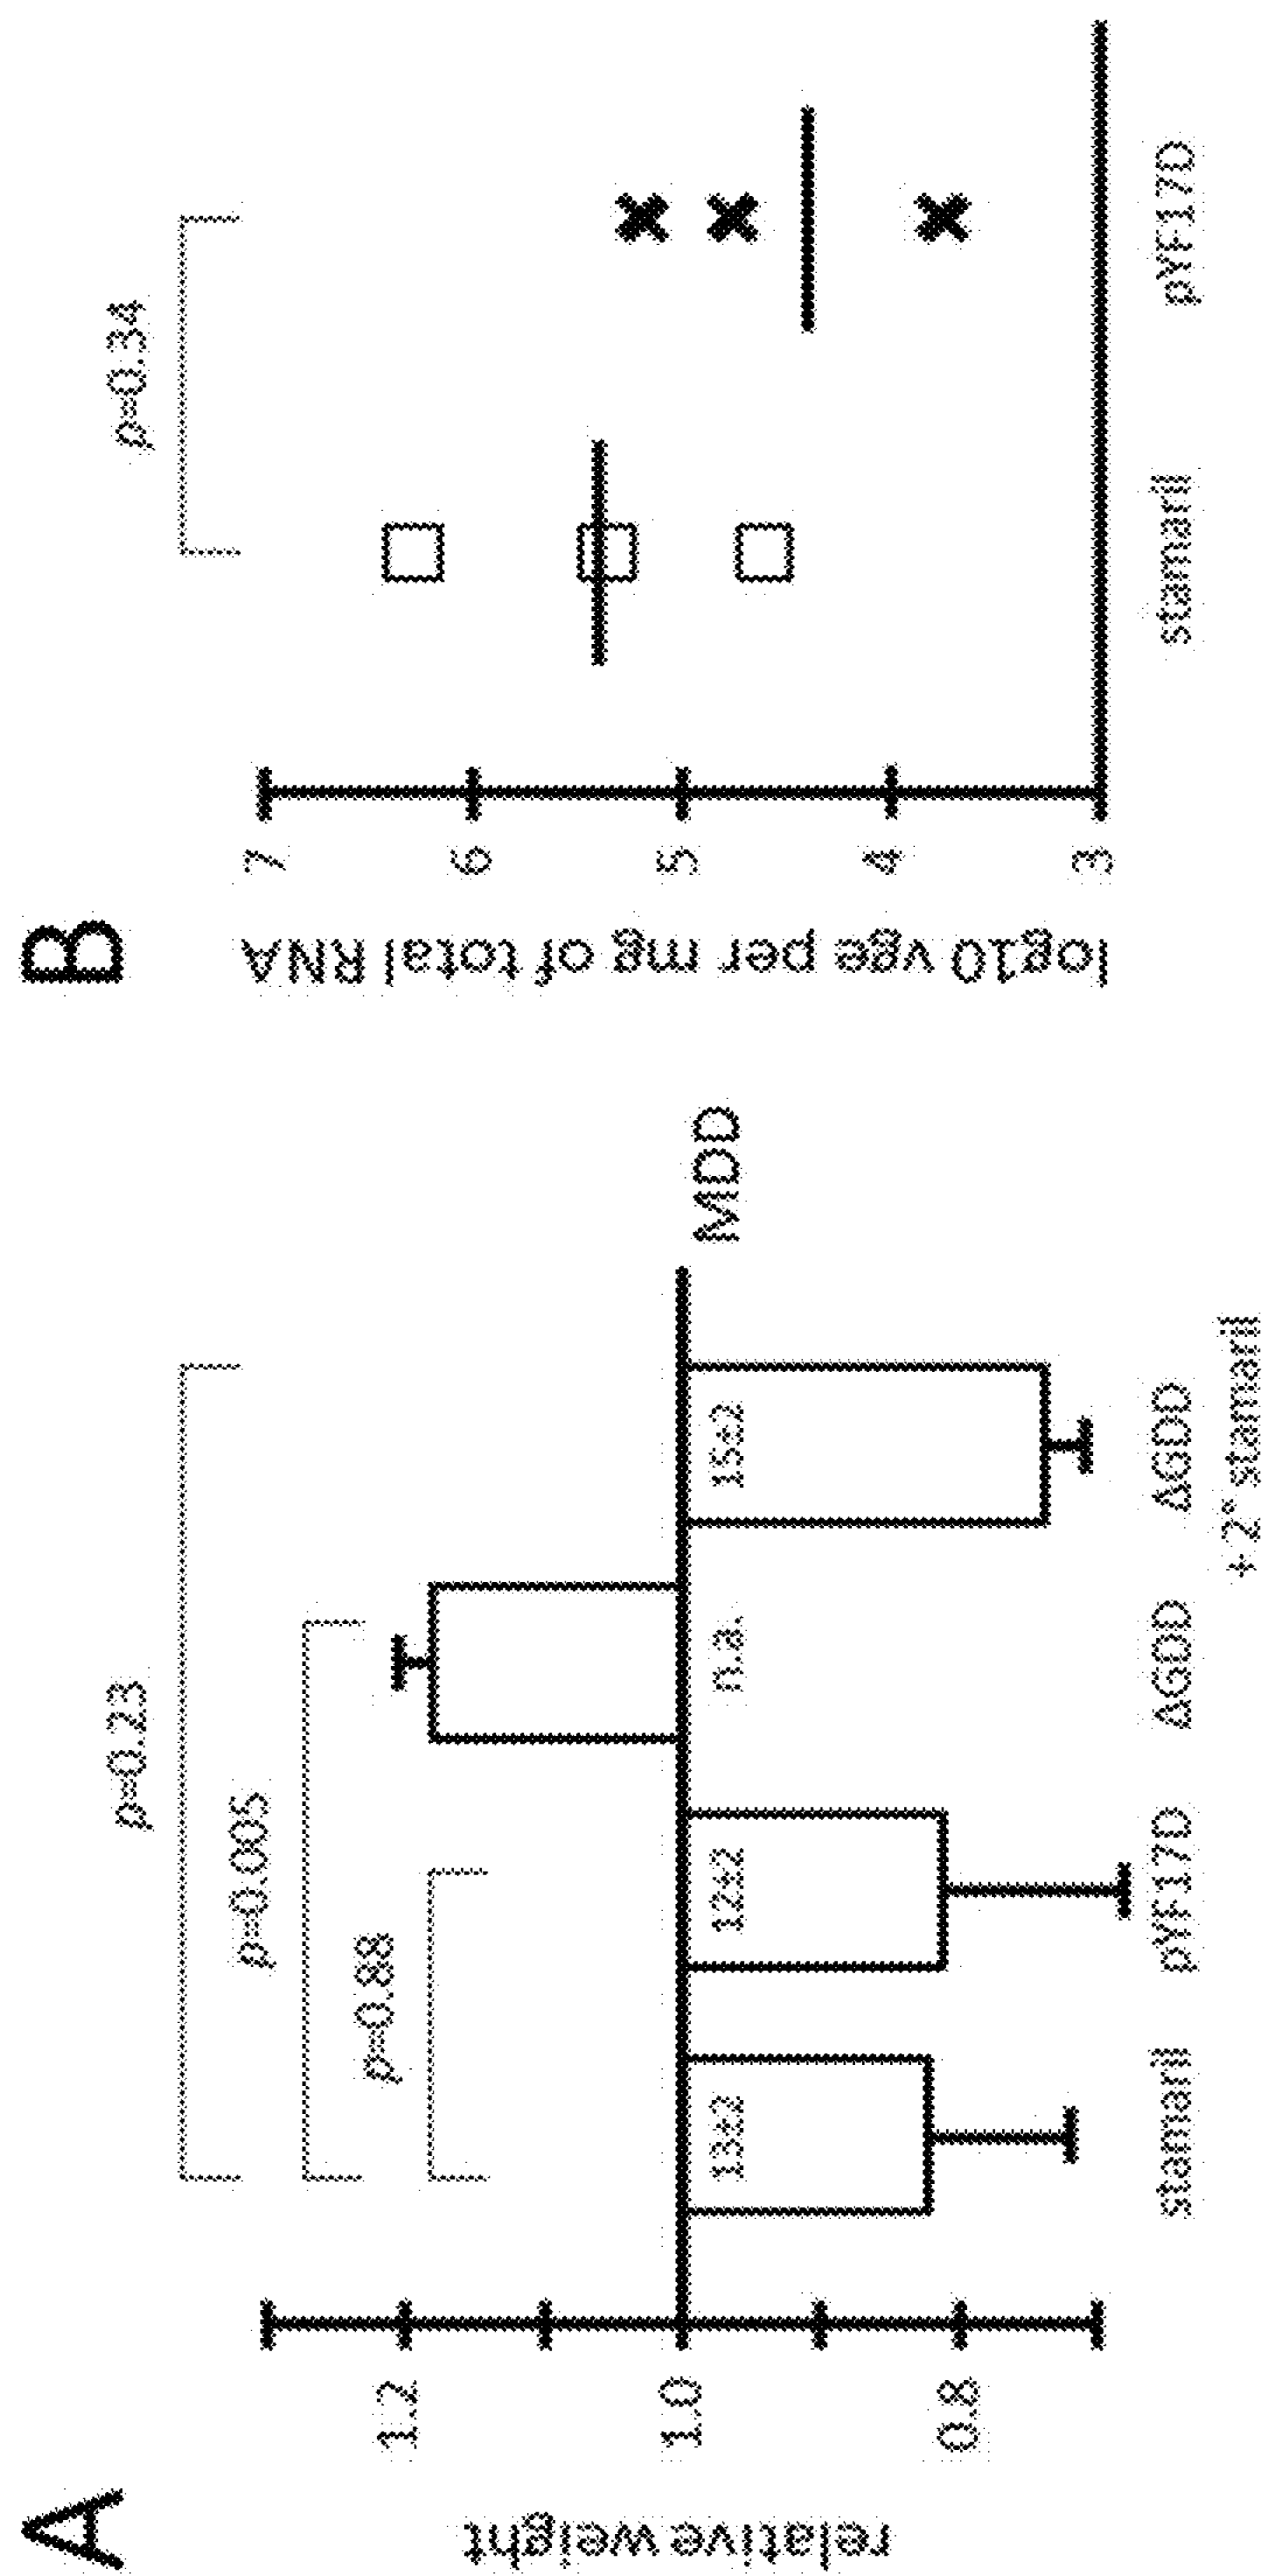 A
relative weight
1.2
1.0
0.8
p=0.23
p=0.005
p=0.88
13±2
12±2
n.a.
15±2
MDD
stamaril
pYF17D
ΔGDD
ΔGDD
+ 2° stamaril
B
log10 vge per mg of total RNA
7
6
5
4
3
p=0.34
stamaril
pYF17D